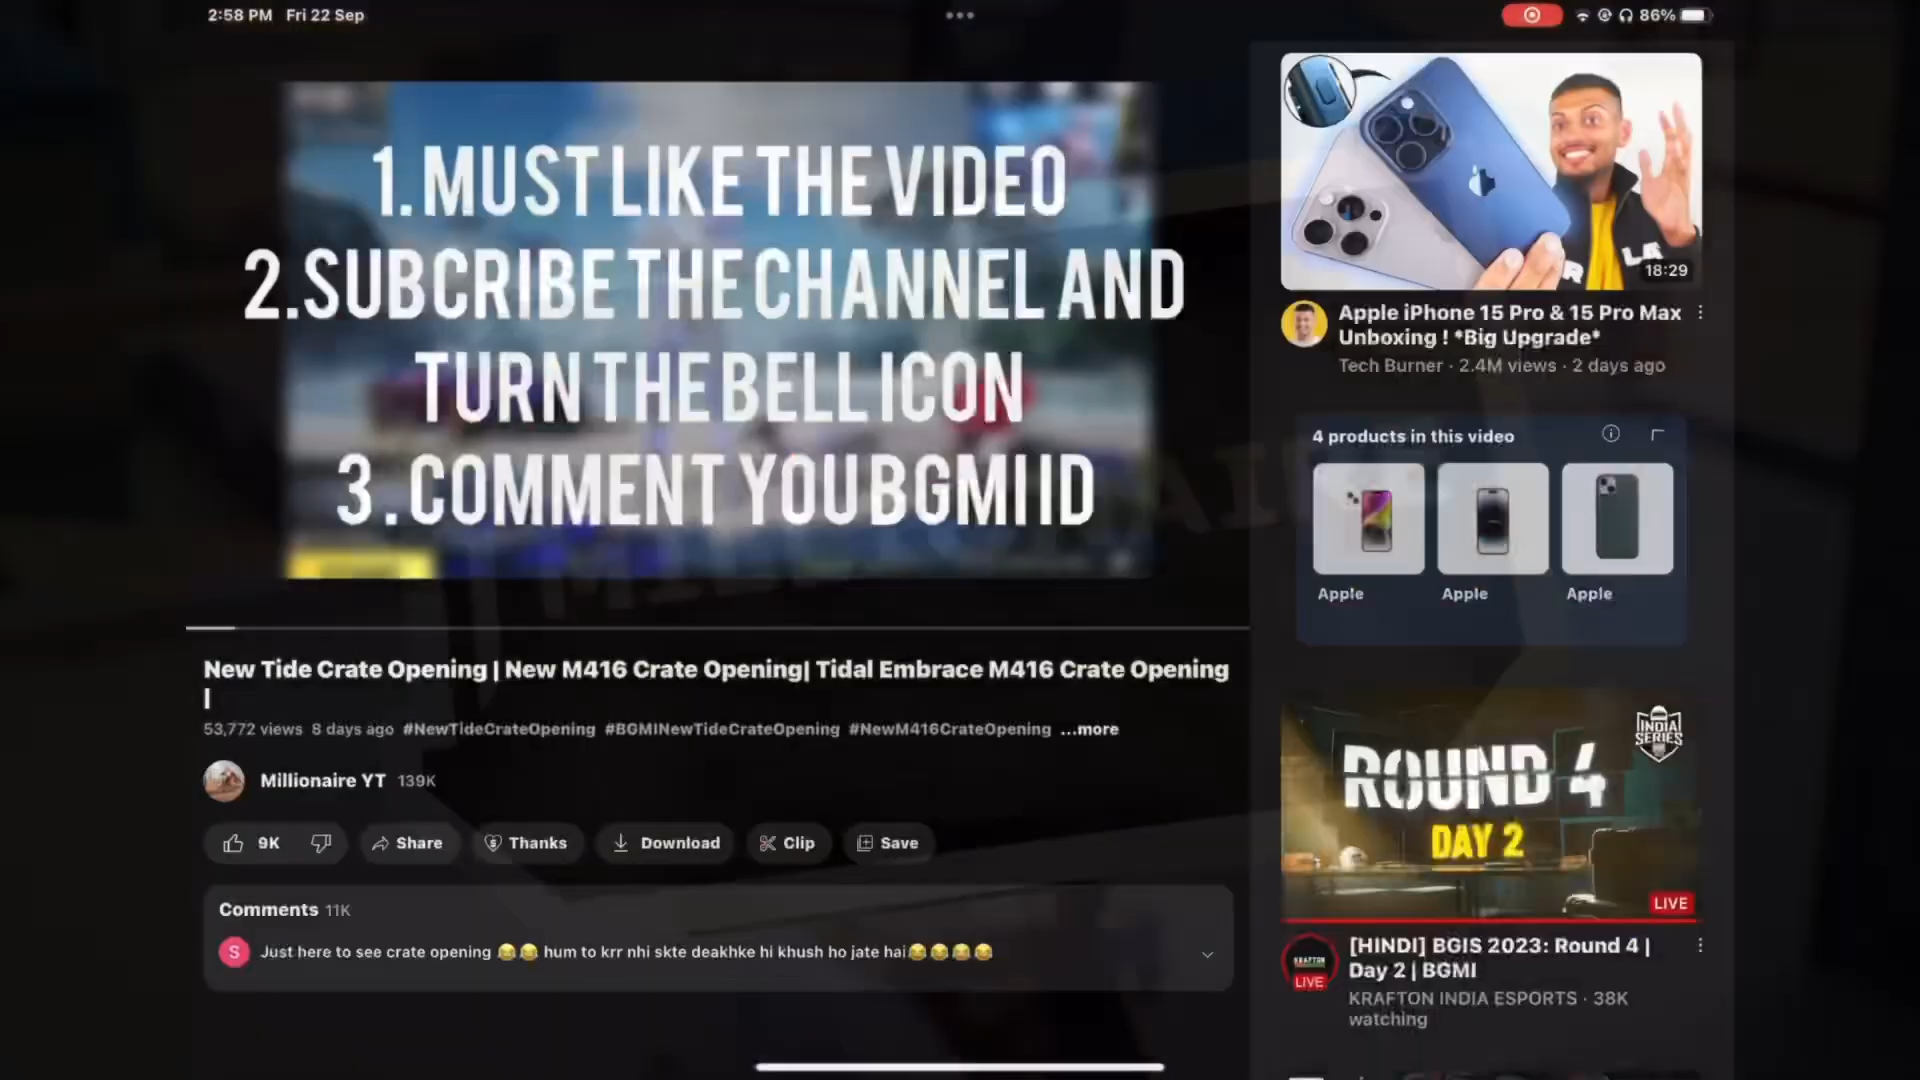 2:58 PM Fri 22 Sep
86%
1. MUST LIKE THE VIDEO
2. SUBCRIBE THE CHANNEL AND
TURN THE BELL ICON
3. COMMENT YOU BGMI ID
New Tide Crate Opening | New M416 Crate Opening| Tidal Embrace M416 Crate Opening
|
53,772 views 8 days ago #NewTideCrateOpening #BGMINewTideCrateOpening #NewM416CrateOpening ...more
Millionaire YT 139K
9K Share Thanks Download Clip Save
Comments 11K
S Just here to see crate opening 😂😂 hum to krr nhi skte deakhke hi khush ho jate hai😂😂😂😂
18:29
Apple iPhone 15 Pro & 15 Pro Max
Unboxing ! *Big Upgrade*
Tech Burner · 2.4M views · 2 days ago
4 products in this video
Apple Apple Apple
INDIA
SERIES
ROUND 4
DAY 2
LIVE
KRAFTON
LIVE
[HINDI] BGIS 2023: Round 4 |
Day 2 | BGMI
KRAFTON INDIA ESPORTS · 38K
watching